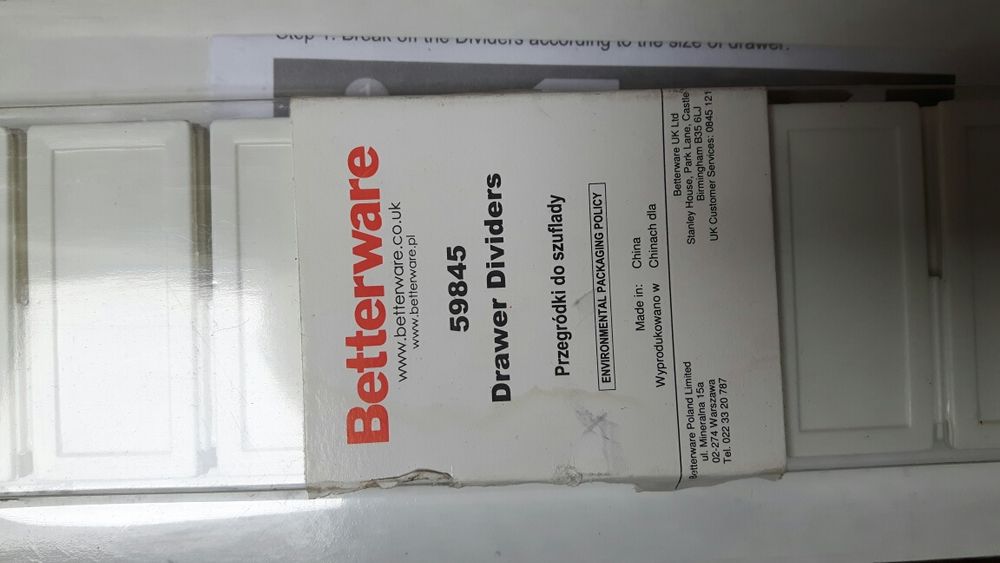 Step 1: Break off the Dividers according to the size of drawer.
Betterware
www.betterware.co.uk
www.betterware.pl
59845
Drawer Dividers
Przegródki do szuflady
ENVIRONMENTAL PACKAGING POLICY
Made in: China
Wyprodukowano w Chinach dla
Betterware Poland Limited
ul. Mineralna 15a
02-274 Warszawa
Tel. 022 33 20 787
Betterware UK Ltd
Stanley House, Park Lane, Castle
Birmingham B35 6LJ
UK Customer Services: 0845 121